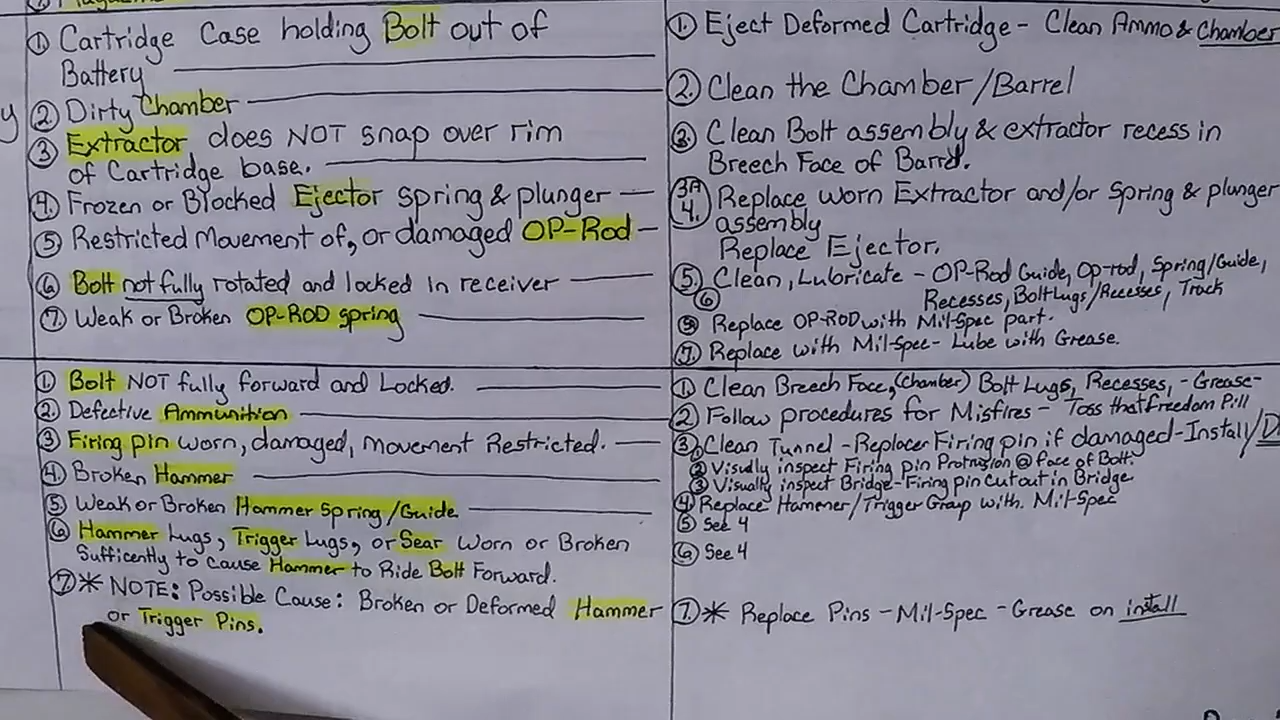 ① Cartridge Case holding Bolt out of
Battery
② Dirty Chamber
③ Extractor does NOT snap over rim
of Cartridge base.
④ Frozen or Blocked Ejector spring & plunger
⑤ Restricted Movement of, or damaged OP-Rod
⑥ Bolt not fully rotated and locked in receiver
⑦ Weak or Broken OP-ROD spring
① Eject Deformed Cartridge - Clean Ammo & Chamber
②. Clean the Chamber/Barrel
③. Clean Bolt assembly & extractor recess in
Breech Face of Barrel.
3A Replace worn Extractor and/or Spring & plunger
4. assembly
Replace Ejector.
⑤. Clean, Lubricate - OP-Rod Guide, Op-rod, Spring/Guide,
⑥ Recesses, Bolt Lugs/Recesses, Track
Replace OP-ROD with Mil-Spec part.
⑦. Replace with Mil-Spec - Lube with Grease.
① Bolt NOT fully forward and Locked.
② Defective Ammunition
③ Firing pin worn, damaged, movement Restricted.
④ Broken Hammer
⑤ Weak or Broken Hammer Spring/Guide
⑥ Hammer Lugs, Trigger Lugs, or Sear Worn or Broken
Sufficently to cause Hammer to Ride Bolt Forward.
⑦ * NOTE: Possible Cause: Broken or Deformed Hammer
or Trigger Pins.
① Clean Breech Face, (chamber) Bolt Lugs, Recesses, - Grease-
② Follow procedures for Misfires - Toss that Freedom Pill
③ ① Clean Tunnel - Replacer Firing pin if damaged - Install/
② Visually inspect Firing pin Protrusion @ face of Bolt.
③ Visually inspect Bridge - Firing pin cutout in Bridge
④ Replace Hammer/Trigger Group with Mil-Spec
⑤ See 4
⑥ See 4
⑦ * Replace Pins - Mil-Spec - Grease on install